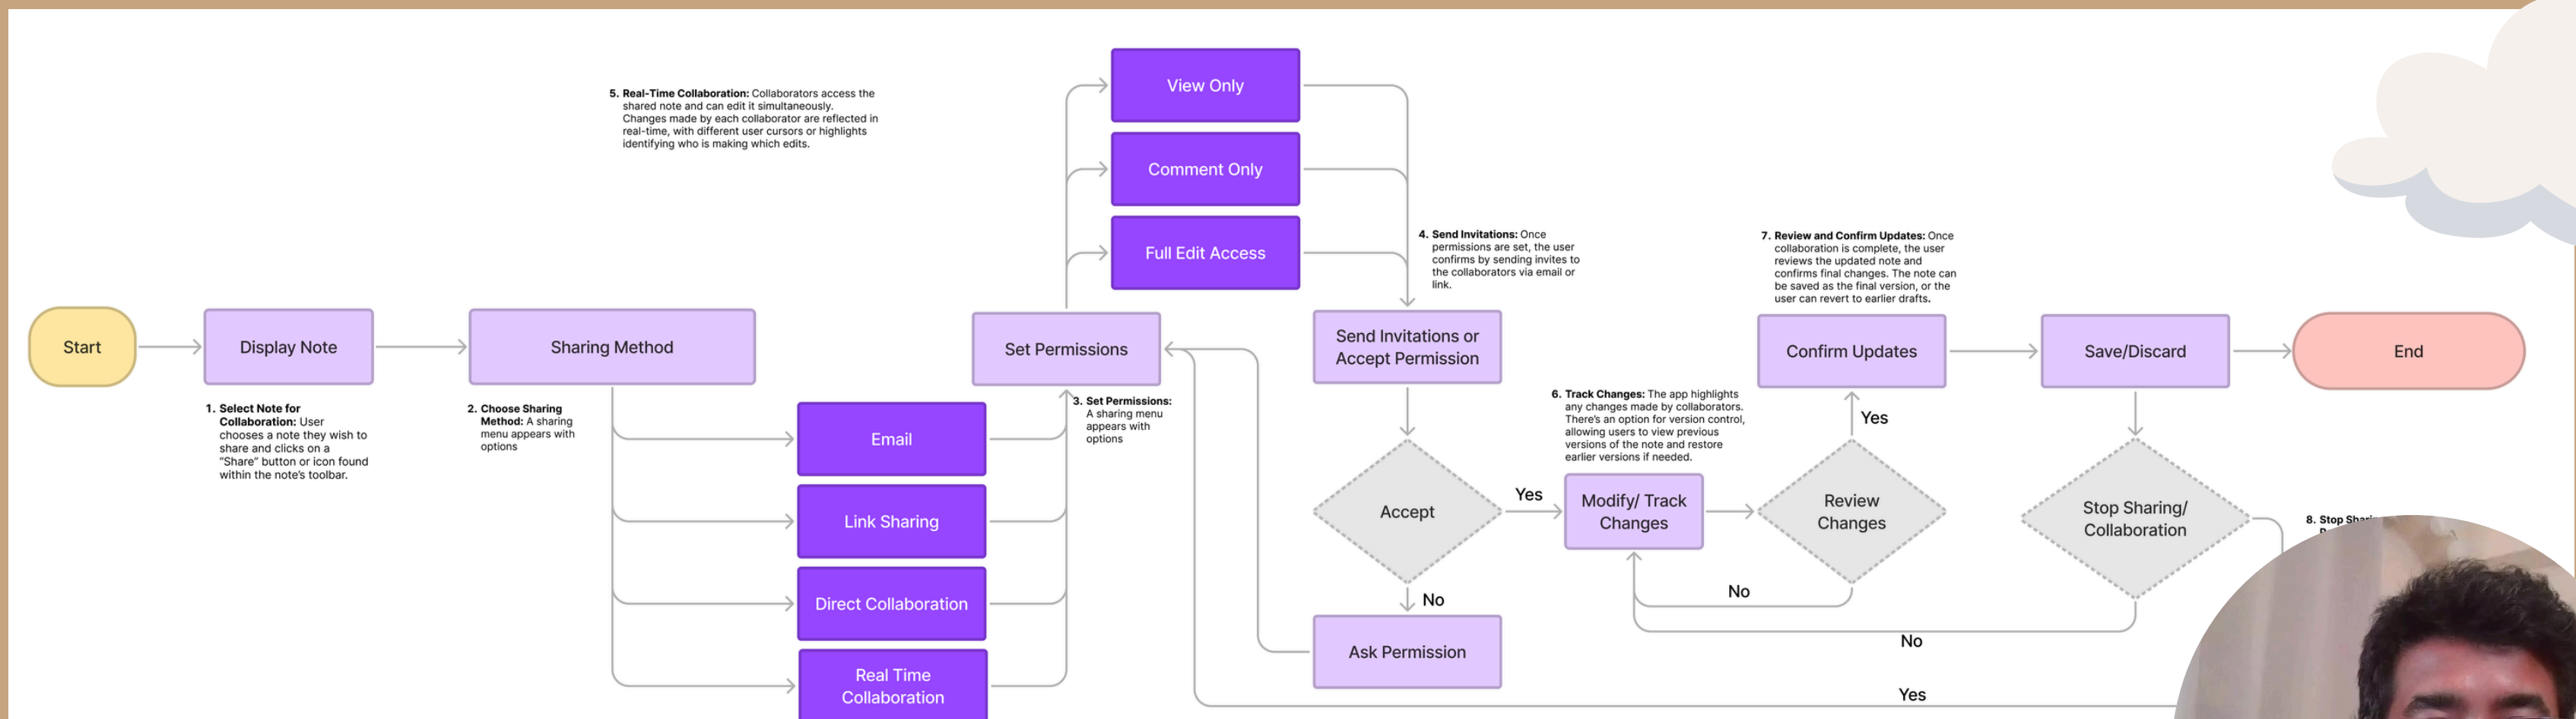 5. Real-Time Collaboration: Collaborators access the
shared note and can edit it simultaneously.
Changes made by each collaborator are reflected in
real-time, with different user cursors or highlights
identifying who is making which edits.
View Only
Comment Only
Full Edit Access
4. Send Invitations: Once
permissions are set, the user
confirms by sending invites to
the collaborators via email or
link.
7. Review and Confirm Updates: Once
collaboration is complete, the user
reviews the updated note and
confirms final changes. The note can
be saved as the final version, or the
user can revert to earlier drafts.
Start
Display Note
Sharing Method
Set Permissions
Send Invitations or
Accept Permission
Confirm Updates
Save/Discard
End
1. Select Note for
Collaboration: User
chooses a note they wish to
share and clicks on a
"Share" button or icon found
within the note's toolbar.
2. Choose Sharing
Method: A sharing
menu appears with
options
3. Set Permissions:
A sharing menu
appears with
options
6. Track Changes: The app highlights
any changes made by collaborators.
There's an option for version control,
allowing users to view previous
versions of the note and restore
earlier versions if needed.
Email
Link Sharing
Direct Collaboration
Real Time
Collaboration
Accept
Yes
Modify/ Track
Changes
Review
Changes
Yes
Stop Sharing/
Collaboration
8. Stop
No
No
No
Ask Permission
Yes